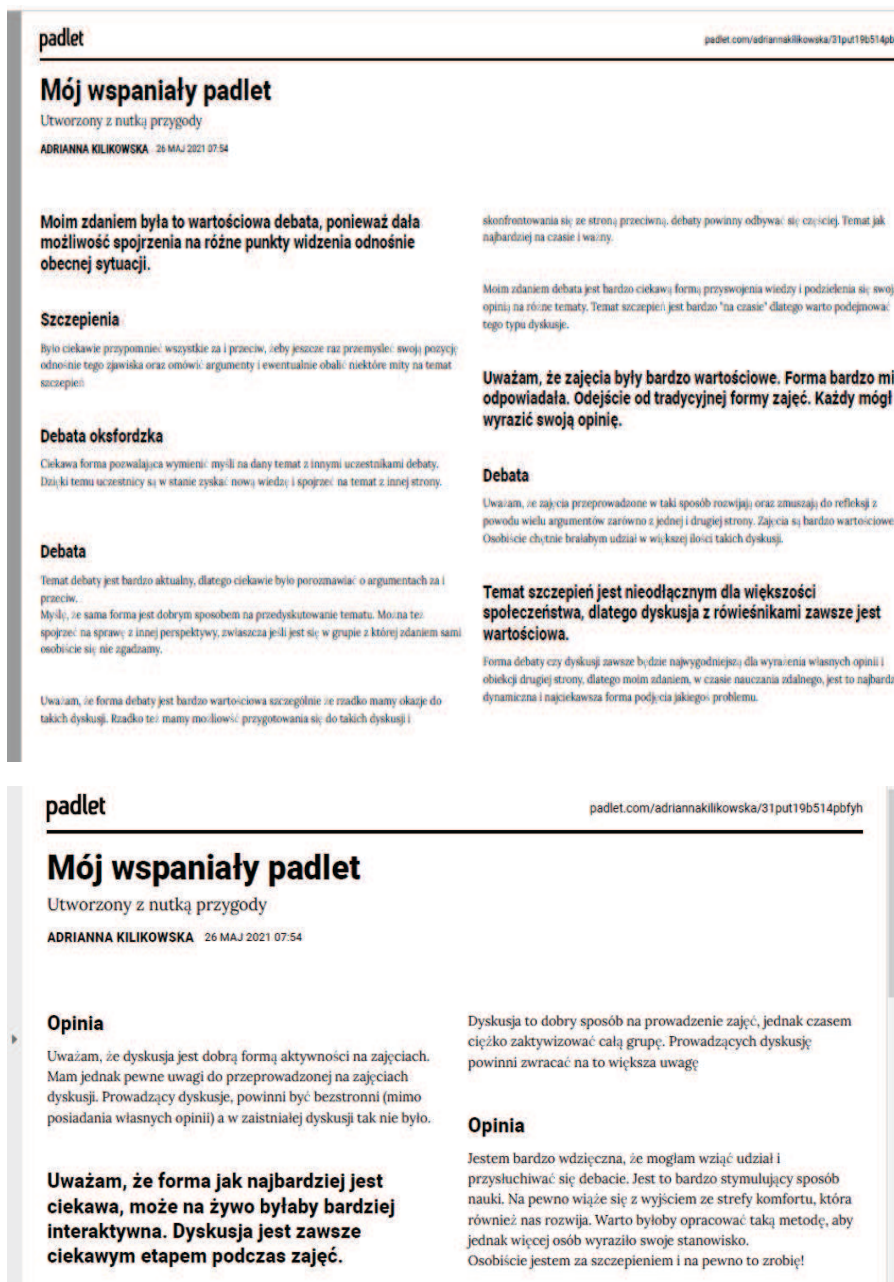 padlet
padlet.com/adriannakilikowska/31put19b514pb
Mój wspaniały padlet
Utworzony z nutką przygody
ADRIANNA KILIKOWSKA 26 MAJ 2021 07:54
Moim zdaniem była to wartościowa debata, ponieważ dała
możliwość spojrzenia na różne punkty widzenia odnośnie
obecnej sytuacji.
Szczepienia
Było ciekawie przypomnieć wszystkie za i przeciw, żeby jeszcze raz przemyśleć swoją pozycję
odnośnie tego zjawiska oraz omówić argumenty i ewentualnie obalić niektóre mity na temat
szczepień
Debata oksfordzka
Ciekawa forma pozwalająca wymienić myśli na dany temat z innymi uczestnikami debaty.
Dzięki temu uczestnicy są w stanie zyskać nową wiedzę i spojrzeć na temat z innej strony.
Debata
Temat debaty jest bardzo aktualny, dlatego ciekawie było porozmawiać o argumentach za i
przeciw.
Myślę, że sama forma jest dobrym sposobem na przedyskutowanie tematu. Można też
spojrzeć na sprawę z innej perspektywy, zwłaszcza jeśli jest się w grupie z której zdaniem sami
osobiście się nie zgadzamy.
Uważam, że forma debaty jest bardzo wartościowa szczególnie że rzadko mamy okazje do
takich dyskusji. Rzadko też mamy możliowść przygotowania się do takich dyskusji i
skonfrontowania się ze stroną przeciwną. debaty powinny odbywać się częściej. Temat jak
najbardziej na czasie i ważny.
Moim zdaniem debata jest bardzo ciekawą formą przyswojenia wiedzy i podzielenia się swoj
opinią na różne tematy. Temat szczepień jest bardzo "na czasie" dlatego warto podejmować
tego typu dyskusje.
Uważam, że zajęcia były bardzo wartościowe. Forma bardzo mi
odpowiadała. Odejście od tradycyjnej formy zajęć. Każdy mógł
wyrazić swoją opinię.
Debata
Uważam, że zajęcia przeprowadzone w taki sposób rozwijają oraz zmuszają do refleksji z
powodu wielu argumentów zarówno z jednej i drugiej strony. Zajęcia są bardzo wartościowe
Osobiście chętnie brałabym udział w większej ilości takich dyskusji.
Temat szczepień jest nieodłącznym dla większości
społeczeństwa, dlatego dyskusja z rówieśnikami zawsze jest
wartościowa.
Forma debaty czy dyskusji zawsze będzie najwygodniejszą dla wyrażenia własnych opinii i
obiekcji drugiej strony, dlatego moim zdaniem, w czasie nauczania zdalnego, jest to najbardz
dynamiczna i najciekawsza forma podjęcia jakiegoś problemu.
padlet
padlet.com/adriannakilikowska/31put19b514pbfyh
Mój wspaniały padlet
Utworzony z nutką przygody
ADRIANNA KILIKOWSKA 26 MAJ 2021 07:54
Opinia
Uważam, że dyskusja jest dobrą formą aktywności na zajęciach.
Mam jednak pewne uwagi do przeprowadzonej na zajęciach
dyskusji. Prowadzący dyskusje, powinni być bezstronni (mimo
posiadania własnych opinii) a w zaistniałej dyskusji tak nie było.
Uważam, że forma jak najbardziej jest
ciekawa, może na żywo byłaby bardziej
interaktywna. Dyskusja jest zawsze
ciekawym etapem podczas zajęć.
Dyskusja to dobry sposób na prowadzenie zajęć, jednak czasem
ciężko zaktywizować całą grupę. Prowadzących dyskusję
powinni zwracać na to większa uwagę
Opinia
Jestem bardzo wdzięczna, że mogłam wziąć udział i
przysłuchiwać się debacie. Jest to bardzo stymulujący sposób
nauki. Na pewno wiąże się z wyjściem ze strefy komfortu, która
również nas rozwija. Warto byłoby opracować taką metodę, aby
jednak więcej osób wyraziło swoje stanowisko.
Osobiście jestem za szczepieniem i na pewno to zrobię!